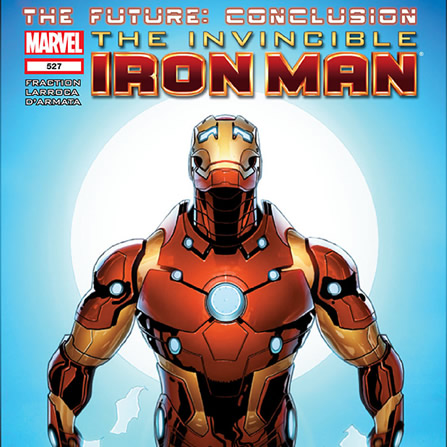 THE FUTURE: CONCLUSION
MARVEL
527
FRACTION
LARROCA
D'ARMATA
THE INVINCIBLE
IRON MAN